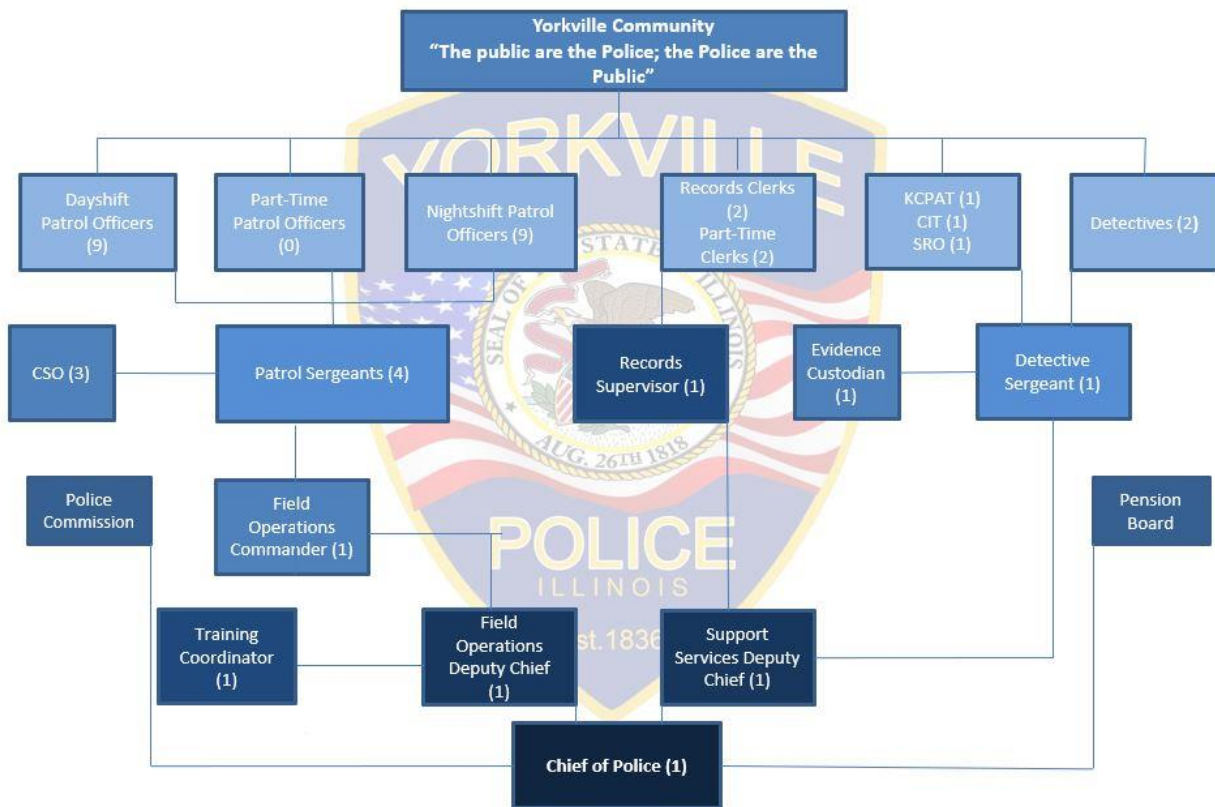 Yorkville Community
“The public are the Police; the Police are the
Public”
Dayshift
Patrol Officers
(9)
Part-Time
Patrol Officers
(0)
Nightshift Patrol
Officers (9)
Records Clerks
(2)
Part-Time
Clerks (2)
KCPAT (1)
CIT (1)
SRO (1)
Detectives (2)
CSO (3)
Patrol Sergeants (4)
Records
Supervisor (1)
Evidence
Custodian
(1)
Detective
Sergeant (1)
Police
Commission
Field
Operations
Commander (1)
Pension
Board
Training
Coordinator
(1)
Field
Operations
Deputy Chief
(1)
Support
Services Deputy
Chief (1)
Chief of Police (1)
YORKVILLE
SEAL OF THE STATE OF ILLINOIS
AUG. 26TH 1818
POLICE
ILLINOIS
st.1836